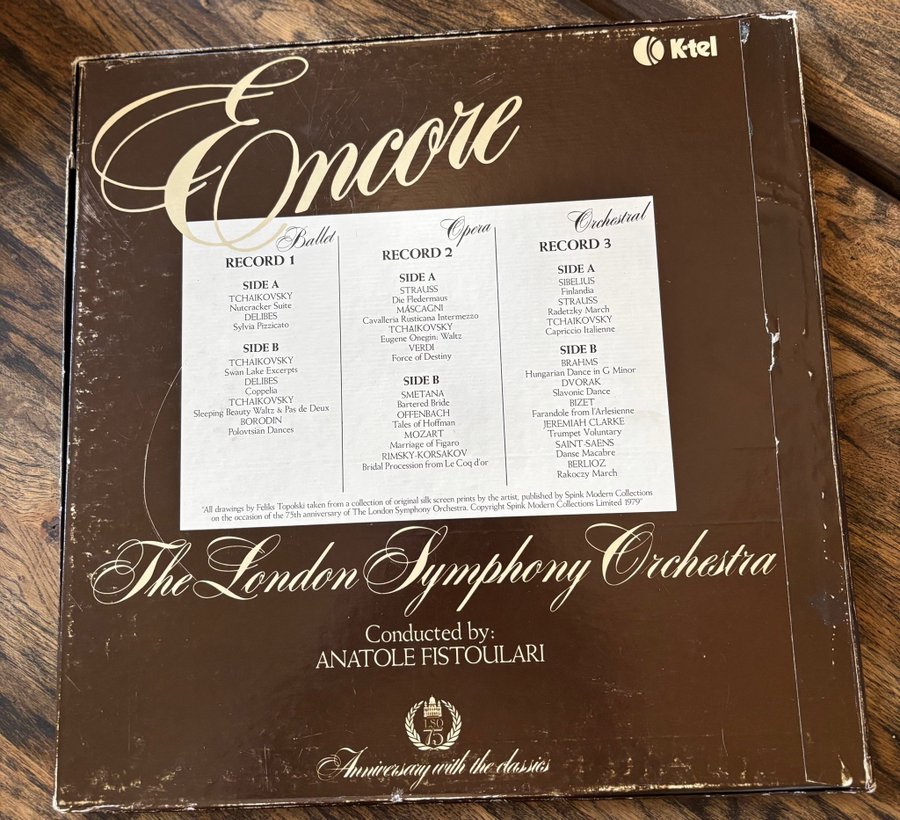 K-tel
Encore
Ballet
RECORD 1
SIDE A
TCHAIKOVSKY
Nutcracker Suite
DELIBES
Sylvia Pizzicato
SIDE B
TCHAIKOVSKY
Swan Lake Excerpts
DELIBES
Coppelia
TCHAIKOVSKY
Sleeping Beauty Waltz & Pas de Deux
BORODIN
Polovtsian Dances
Opera
RECORD 2
SIDE A
STRAUSS
Die Fledermaus
MASCAGNI
Cavalleria Rusticana Intermezzo
TCHAIKOVSKY
Eugene Onegin: Waltz
VERDI
Force of Destiny
SIDE B
SMETANA
Bartered Bride
OFFENBACH
Tales of Hoffman
MOZART
Marriage of Figaro
RIMSKY-KORSAKOV
Bridal Procession from Le Coq d'or
Orchestral
RECORD 3
SIDE A
SIBELIUS
Finlandia
STRAUSS
Radetzky March
TCHAIKOVSKY
Capriccio Italienne
SIDE B
BRAHMS
Hungarian Dance in G Minor
DVORAK
Slavonic Dance
BIZET
Farandole from l'Arlesienne
JEREMIAH CLARKE
Trumpet Voluntary
SAINT-SAENS
Danse Macabre
BERLIOZ
Rakoczy March
"All drawings by Feliks Topolski taken from a collection of original silk screen prints by the artist, published by Spink Modern Collections
on the occasion of the 75th anniversary of The London Symphony Orchestra. Copyright Spink Modern Collections Limited 1979"
The London Symphony Orchestra
Conducted by:
ANATOLE FISTOULARI
LSO
75
Anniversary with the classics